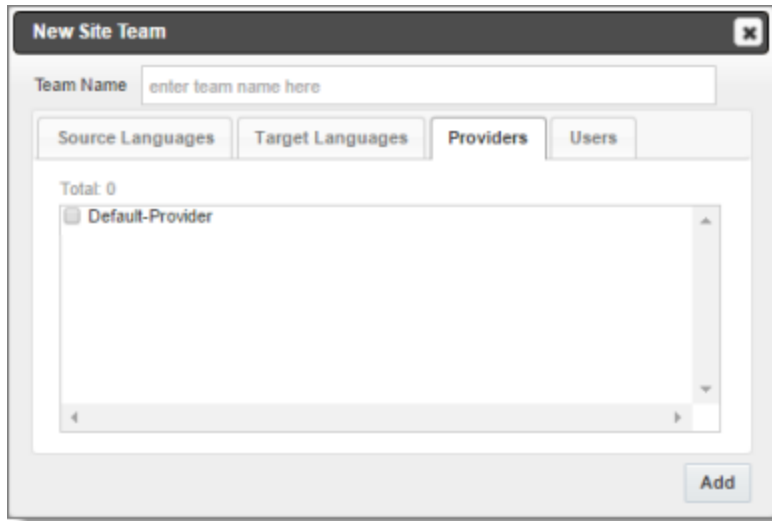 New Site Team
Team Name enter team name here
Source Languages Target Languages Providers Users
Total: 0
Default-Provider
Add